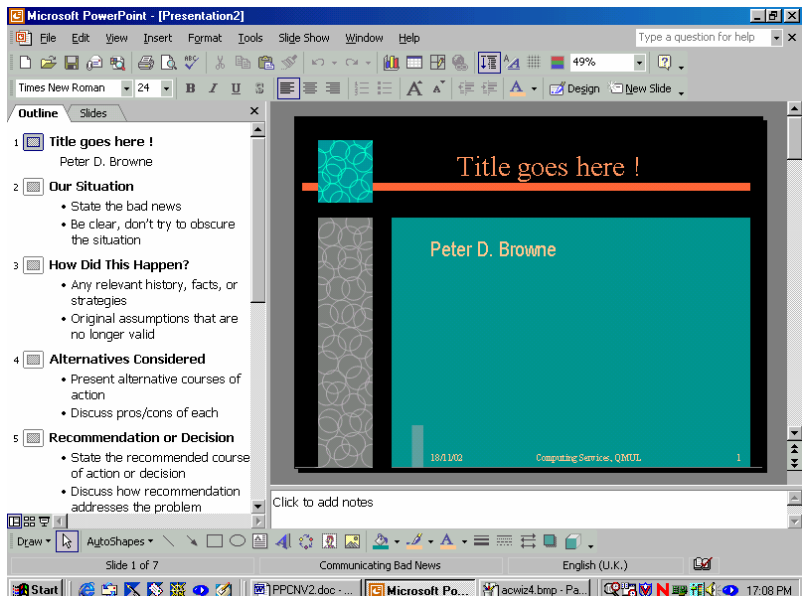 Microsoft PowerPoint - [Presentation2]
File Edit View Insert Format Tools Slide Show Window Help Type a question for help
49%
Times New Roman 24 B I U S A A A Design New Slide
Outline Slides
1 Title goes here !
Peter D. Browne
2 Our Situation
• State the bad news
• Be clear, don't try to obscure
the situation
3 How Did This Happen?
• Any relevant history, facts, or
strategies
• Original assumptions that are
no longer valid
4 Alternatives Considered
• Present alternative courses of
action
• Discuss pros/cons of each
5 Recommendation or Decision
• State the recommended course
of action or decision
• Discuss how recommendation
addresses the problem
Title goes here !
Peter D. Browne
18/11/02 Computing Services, QMUL 1
Click to add notes
Draw AutoShapes
Slide 1 of 7 Communicating Bad News English (U.K.)
Start PPCNV2.doc - ... Microsoft Po... acwiz4.bmp - Pa... 17:08 PM